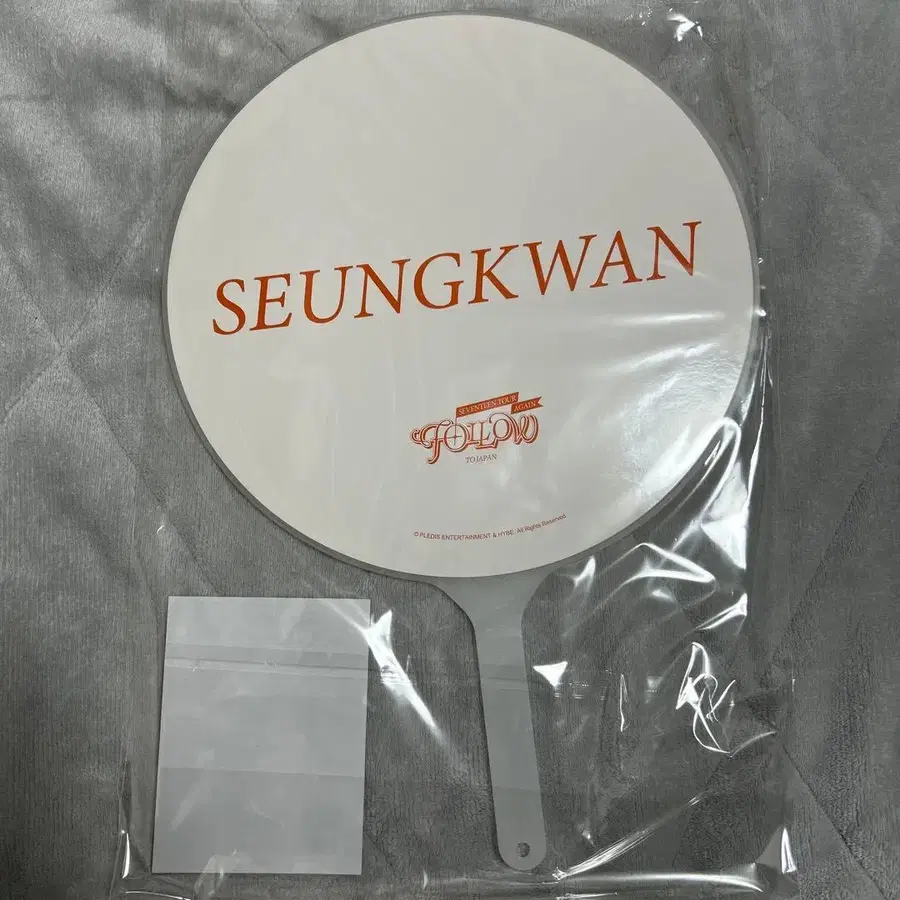 SEUNGKWAN
SEVENTEEN TOUR
AGAIN
FOLLOW
TO JAPAN
© PLEDIS ENTERTAINMENT & HYBE. All Rights Reserved.